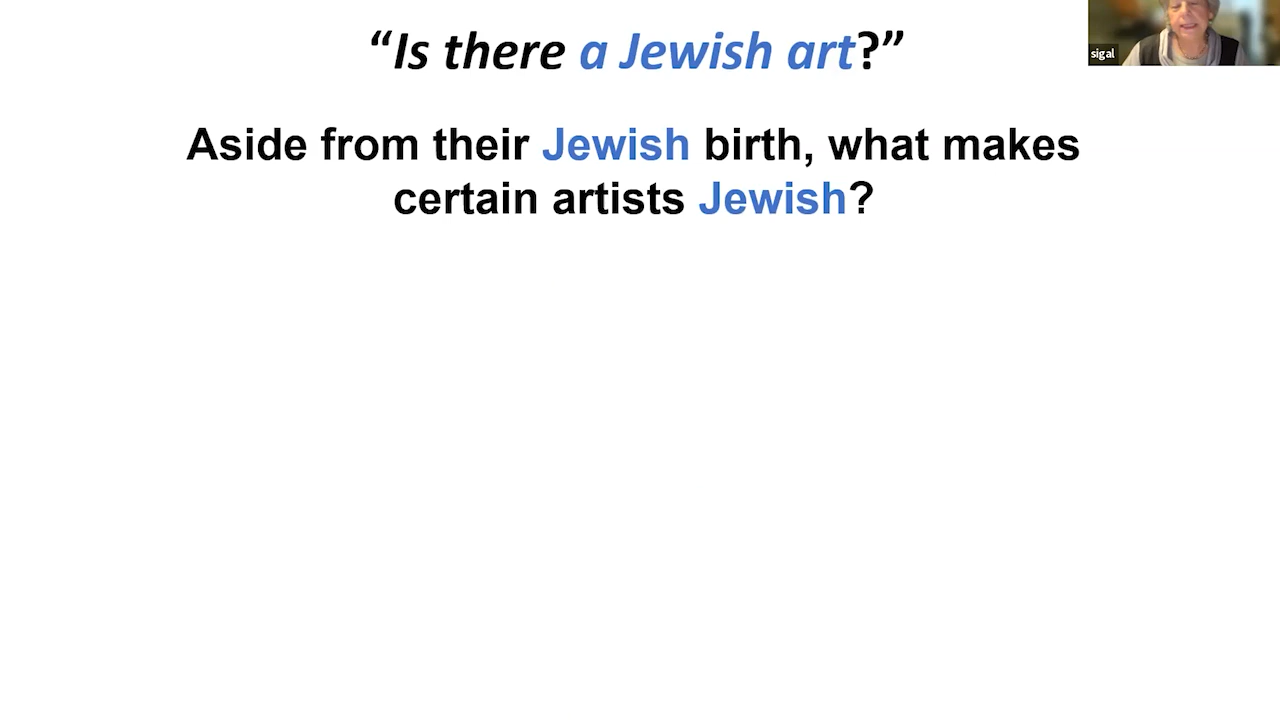 “Is there a Jewish art?”
sigal
Aside from their Jewish birth, what makes
certain artists Jewish?